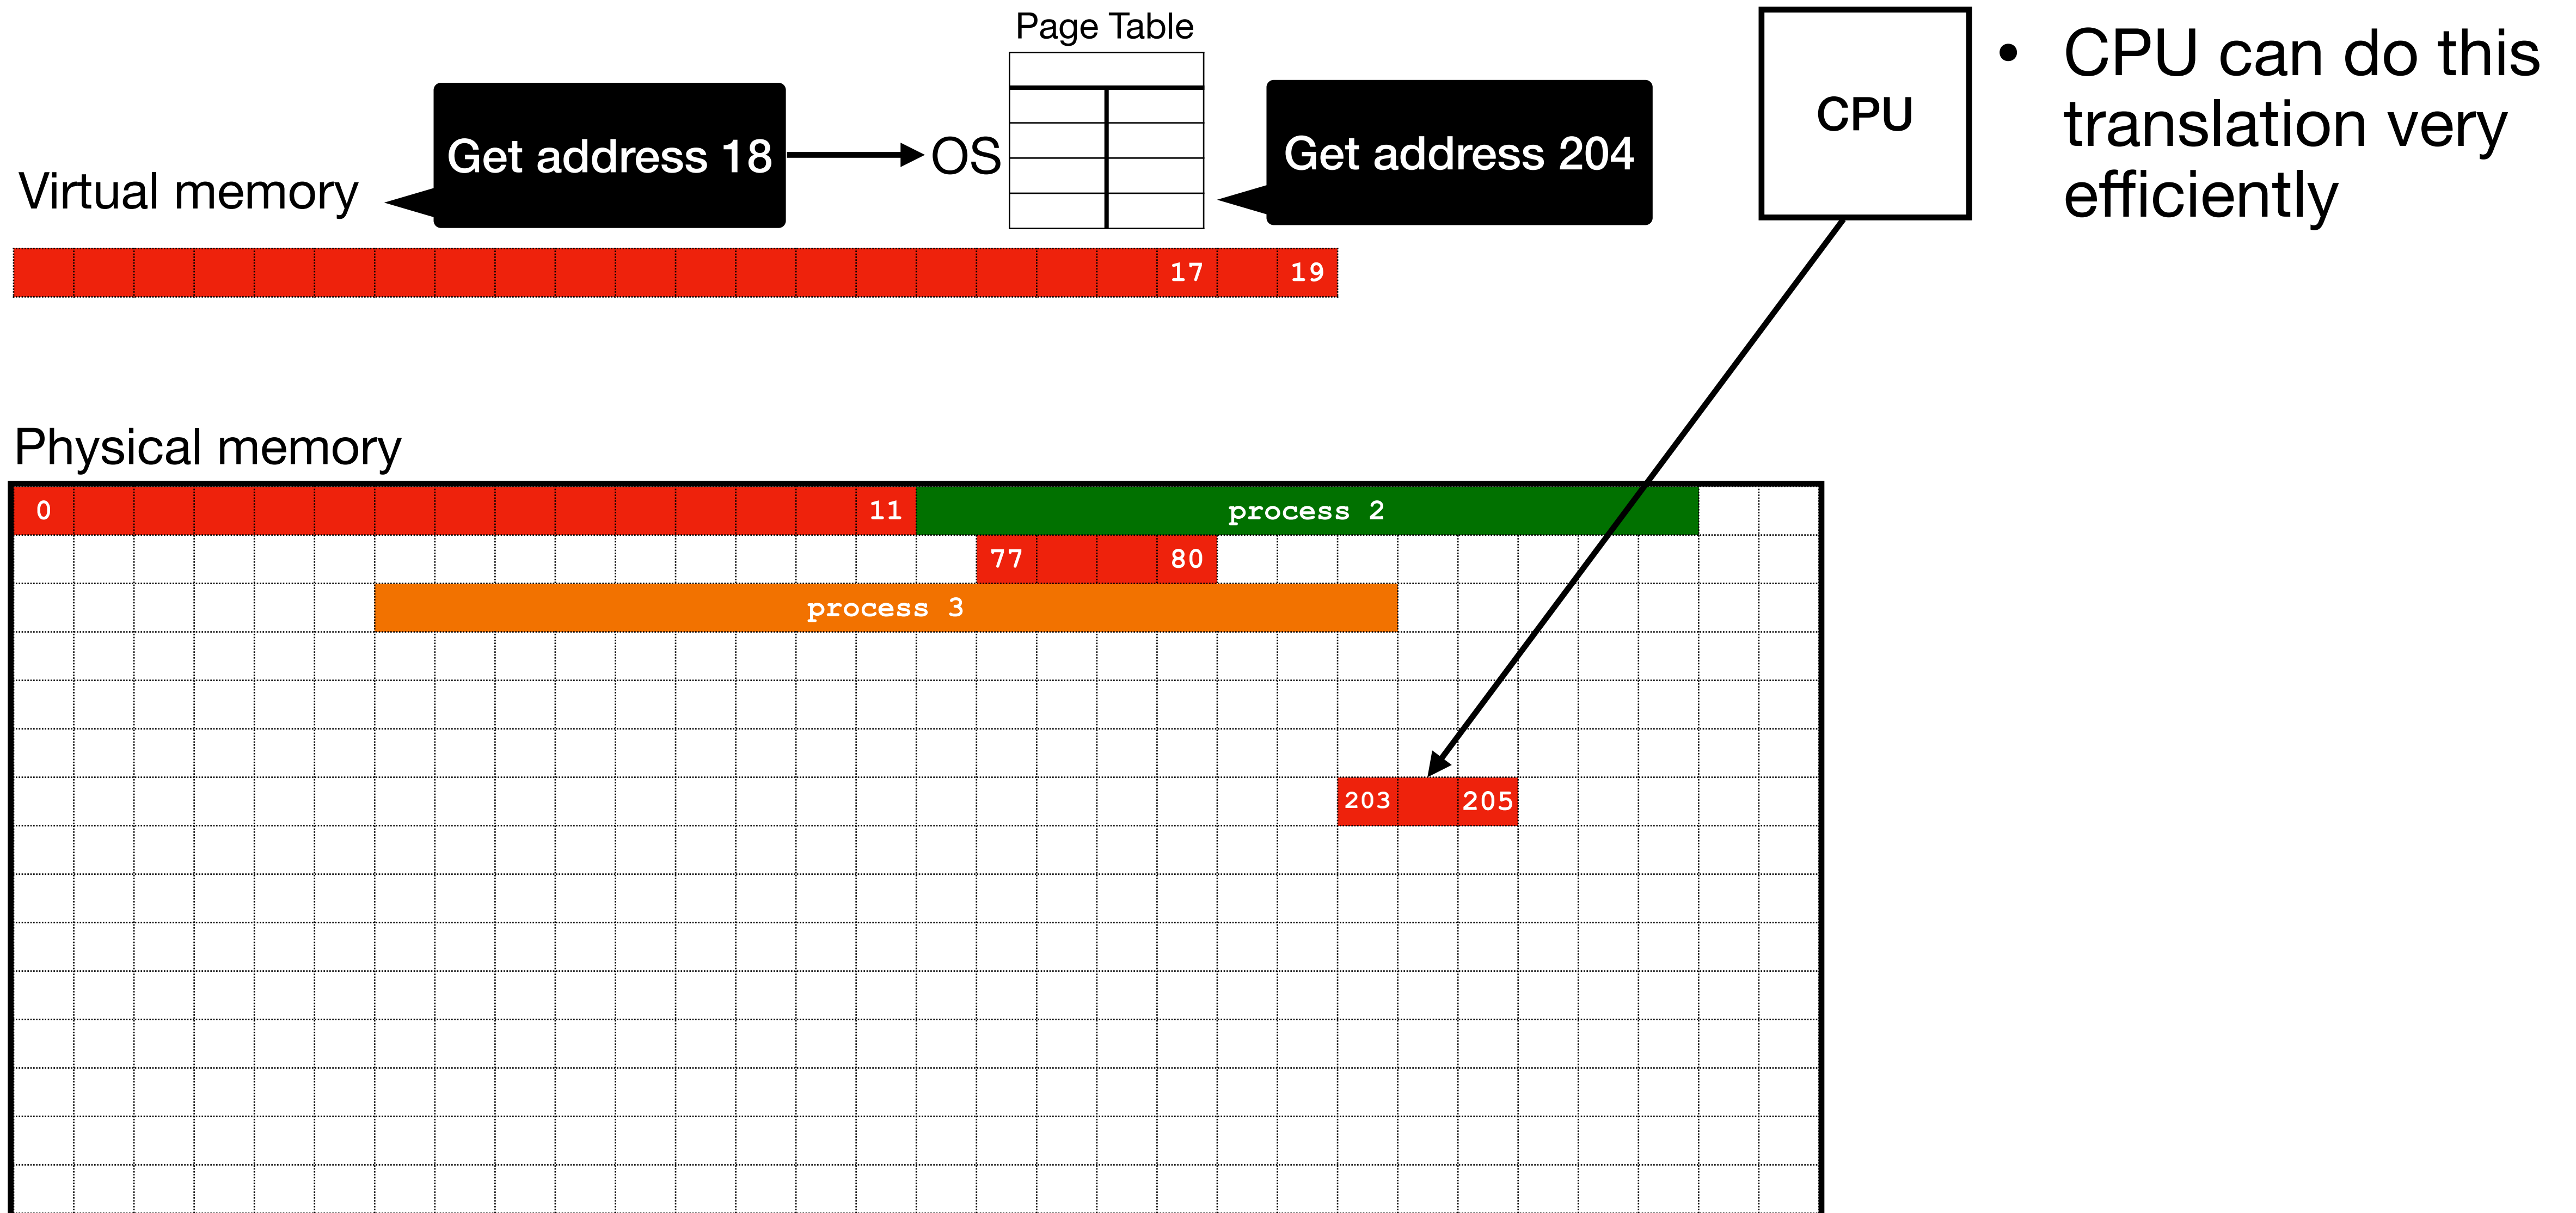 Page Table
CPU
• CPU can do this
translation very
efficiently
Get address 18
OS
Get address 204
Virtual memory
17 19
Physical memory
0 11 process 2
77 80
process 3
203 205